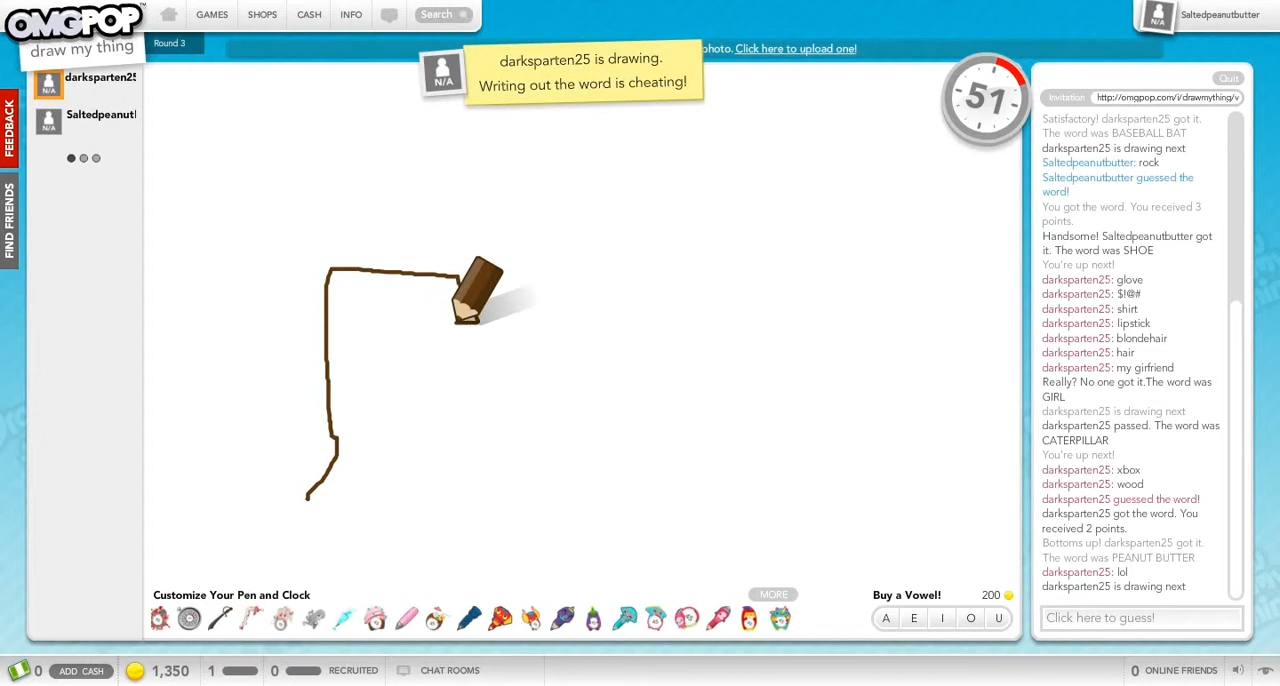 OMGPOP
draw my thing
GAMES
SHOPS
CASH
INFO
Search
N/A
Saltedpeanutbutter
Round 3
photo. Click here to upload one!
N/A
darksparten25 is drawing.
Writing out the word is cheating!
51
N/A
darksparten25
N/A
Saltedpeanut
FEEDBACK
FIND FRIENDS
Quit
Invitation
http://omgpop.com/i/drawmything/v
Satisfactory! darksparten25 got it.
The word was BASEBALL BAT
darksparten25 is drawing next
Saltedpeanutbutter: rock
Saltedpeanutbutter guessed the
word!
You got the word. You received 3
points.
Handsome! Saltedpeanutbutter got
it. The word was SHOE
You're up next!
darksparten25: glove
darksparten25: $!@#
darksparten25: shirt
darksparten25: lipstick
darksparten25: blondehair
darksparten25: hair
darksparten25: my girfriend
Really? No one got it.The word was
GIRL
darksparten25 is drawing next
darksparten25 passed. The word was
CATERPILLAR
You're up next!
darksparten25: xbox
darksparten25: wood
darksparten25 guessed the word!
darksparten25 got the word. You
received 2 points.
Bottoms up! darksparten25 got it.
The word was PEANUT BUTTER
darksparten25: lol
darksparten25 is drawing next
Click here to guess!
Customize Your Pen and Clock
MORE
Buy a Vowel!
200
A E I O U
0
ADD CASH
1,350
1
0
RECRUITED
CHAT ROOMS
0 ONLINE FRIENDS